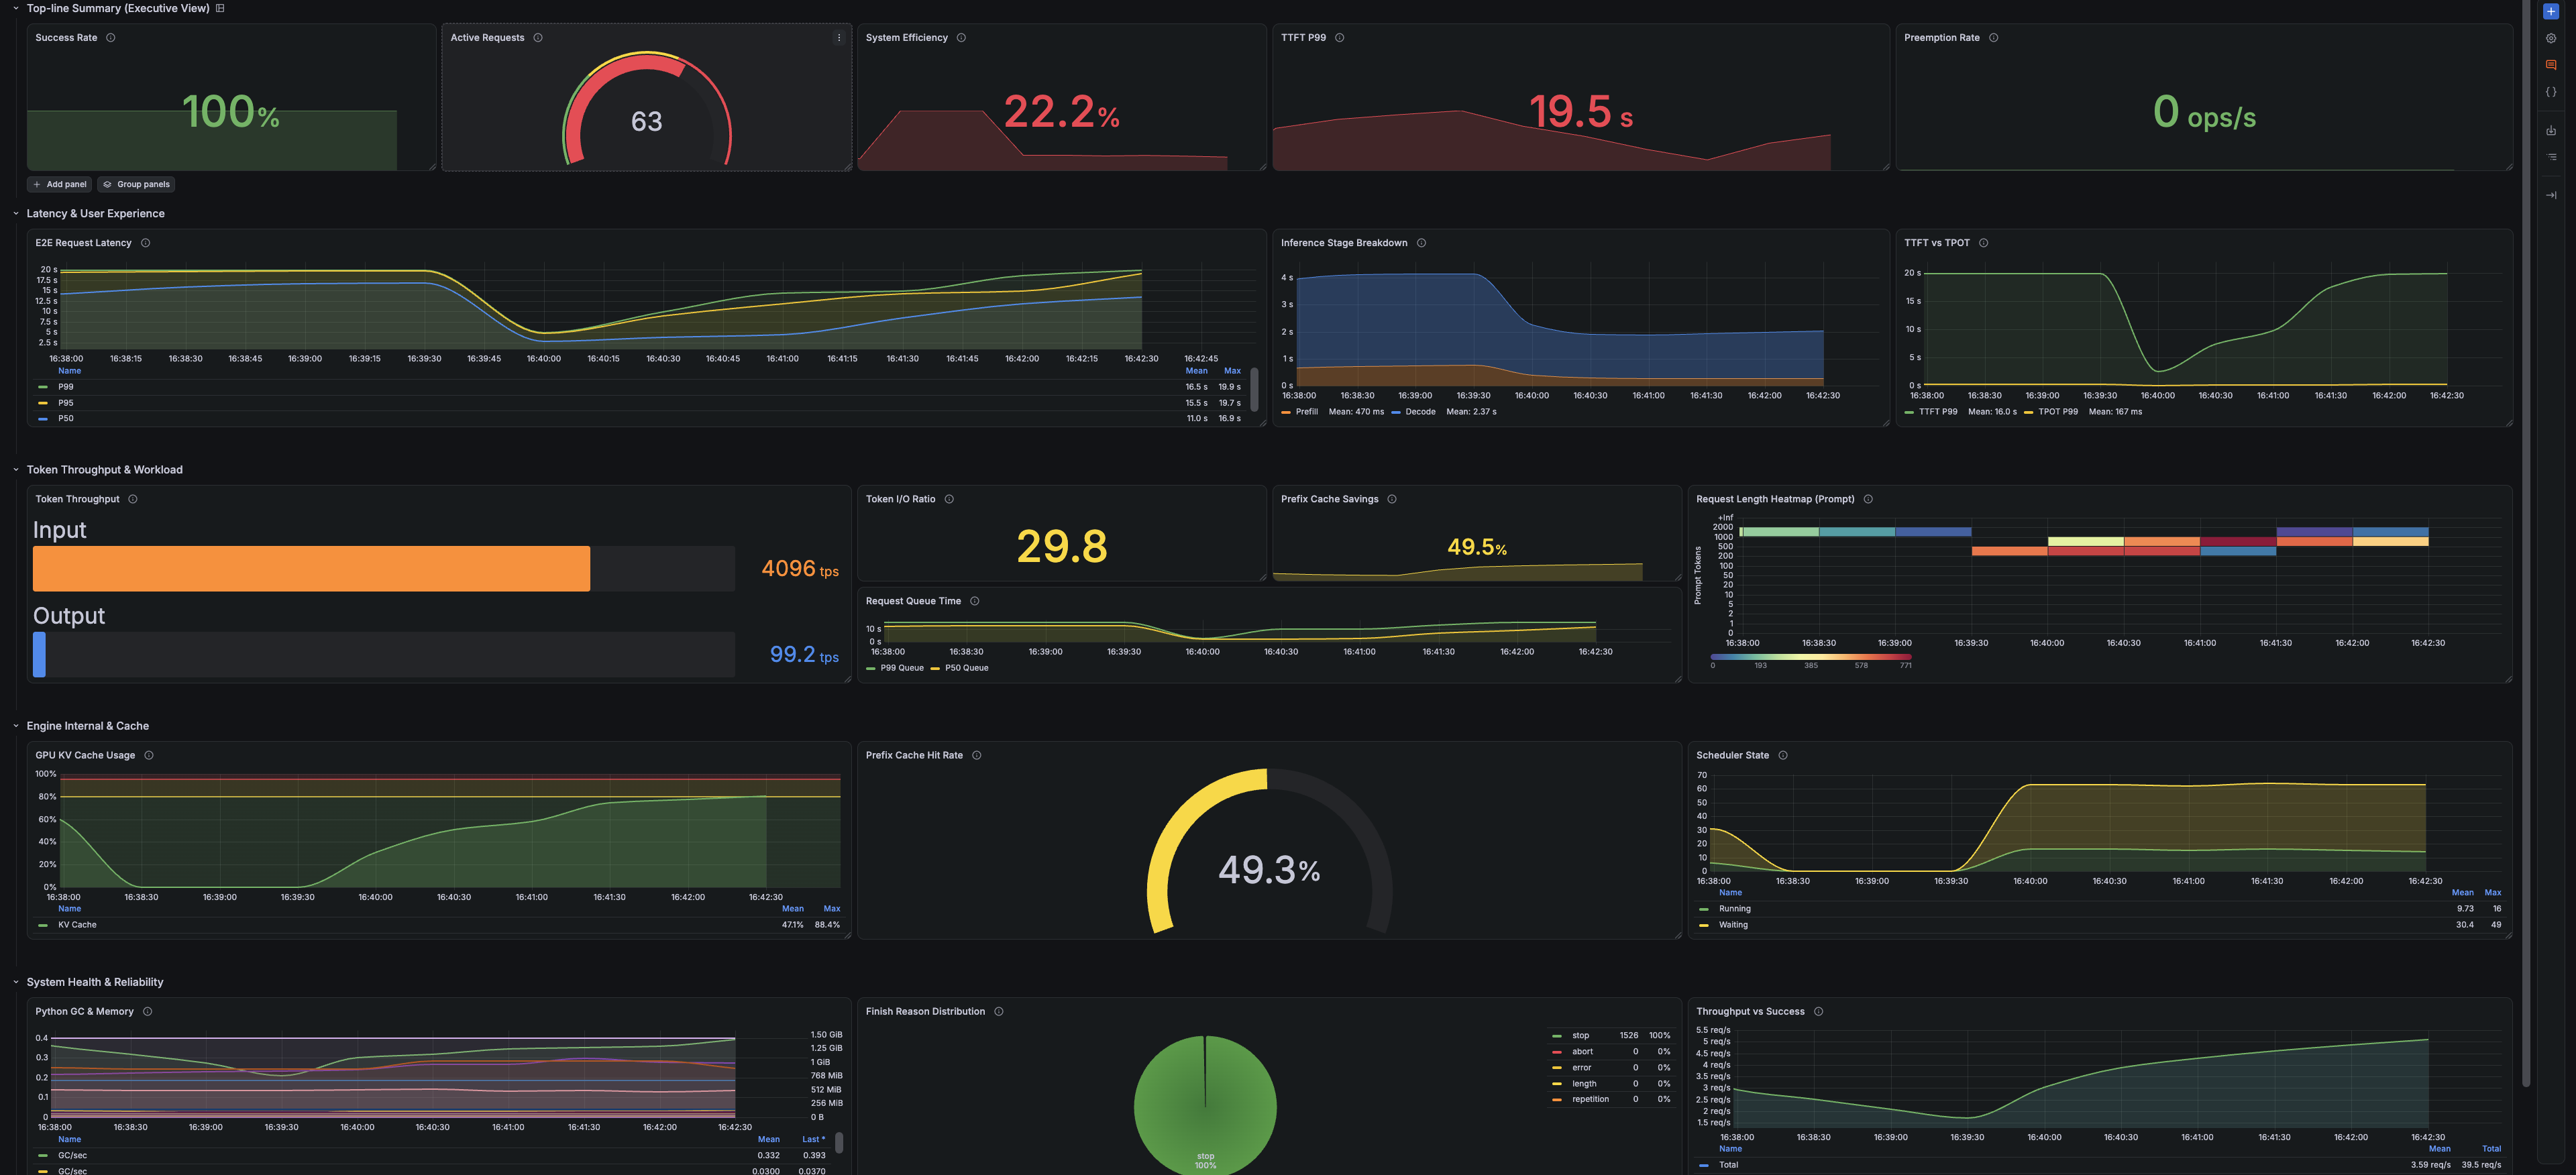 Top-line Summary (Executive View)
Success Rate
100%
Active Requests
63
System Efficiency
22.2%
TTFT P99
19.5 s
Preemption Rate
0 ops/s
Add panel
Group panels
Latency & User Experience
E2E Request Latency
20 s
17.5 s
15 s
12.5 s
10 s
7.5 s
5 s
2.5 s
16:38:00 16:38:15 16:38:30 16:38:45 16:39:00 16:39:15 16:39:30 16:39:45 16:40:00 16:40:15 16:40:30 16:40:45 16:41:00 16:41:15 16:41:30 16:41:45 16:42:00 16:42:15 16:42:30 16:42:45
Name Mean Max
P99 16.5 s 19.9 s
P95 15.5 s 19.7 s
P50 11.0 s 16.9 s
Inference Stage Breakdown
4 s
3 s
2 s
1 s
0 s
16:38:00 16:38:30 16:39:00 16:39:30 16:40:00 16:40:30 16:41:00 16:41:30 16:42:00 16:42:30
Prefill Mean: 470 ms Decode Mean: 2.37 s
TTFT vs TPOT
20 s
15 s
10 s
5 s
0 s
16:38:00 16:38:30 16:39:00 16:39:30 16:40:00 16:40:30 16:41:00 16:41:30 16:42:00 16:42:30
TTFT P99 Mean: 16.0 s TPOT P99 Mean: 167 ms
Token Throughput & Workload
Token Throughput
Input
4096 tps
Output
99.2 tps
Token I/O Ratio
29.8
Prefix Cache Savings
49.5%
Request Queue Time
10 s
0 s
16:38:00 16:38:30 16:39:00 16:39:30 16:40:00 16:40:30 16:41:00 16:41:30 16:42:00 16:42:30
P99 Queue P50 Queue
Request Length Heatmap (Prompt)
Prompt Tokens
+Inf
2000
1000
500
200
100
50
20
10
5
2
1
0
16:38:00 16:38:30 16:39:00 16:39:30 16:40:00 16:40:30 16:41:00 16:41:30 16:42:00 16:42:30
0 193 385 578 771
Engine Internal & Cache
GPU KV Cache Usage
100%
80%
60%
40%
20%
0%
16:38:00 16:38:30 16:39:00 16:39:30 16:40:00 16:40:30 16:41:00 16:41:30 16:42:00 16:42:30
Name Mean Max
KV Cache 47.1% 88.4%
Prefix Cache Hit Rate
49.3%
Scheduler State
70
60
50
40
30
20
10
0
16:38:00 16:38:30 16:39:00 16:39:30 16:40:00 16:40:30 16:41:00 16:41:30 16:42:00 16:42:30
Name Mean Max
Running 9.73 16
Waiting 30.4 49
System Health & Reliability
Python GC & Memory
0.4
0.3
0.2
0.1
0
1.50 GiB
1.25 GiB
1 GiB
768 MiB
512 MiB
256 MiB
0 B
16:38:00 16:38:30 16:39:00 16:39:30 16:40:00 16:40:30 16:41:00 16:41:30 16:42:00 16:42:30
Name Mean Last *
GC/sec 0.332 0.393
GC/sec 0.0300 0.0370
Finish Reason Distribution
stop
100%
stop 1526 100%
abort 0 0%
error 0 0%
length 0 0%
repetition 0 0%
Throughput vs Success
5.5 req/s
5 req/s
4.5 req/s
4 req/s
3.5 req/s
3 req/s
2.5 req/s
2 req/s
1.5 req/s
16:38:00 16:38:30 16:39:00 16:39:30 16:40:00 16:40:30 16:41:00 16:41:30 16:42:00 16:42:30
Name Mean Total
Total 3.59 req/s 39.5 req/s